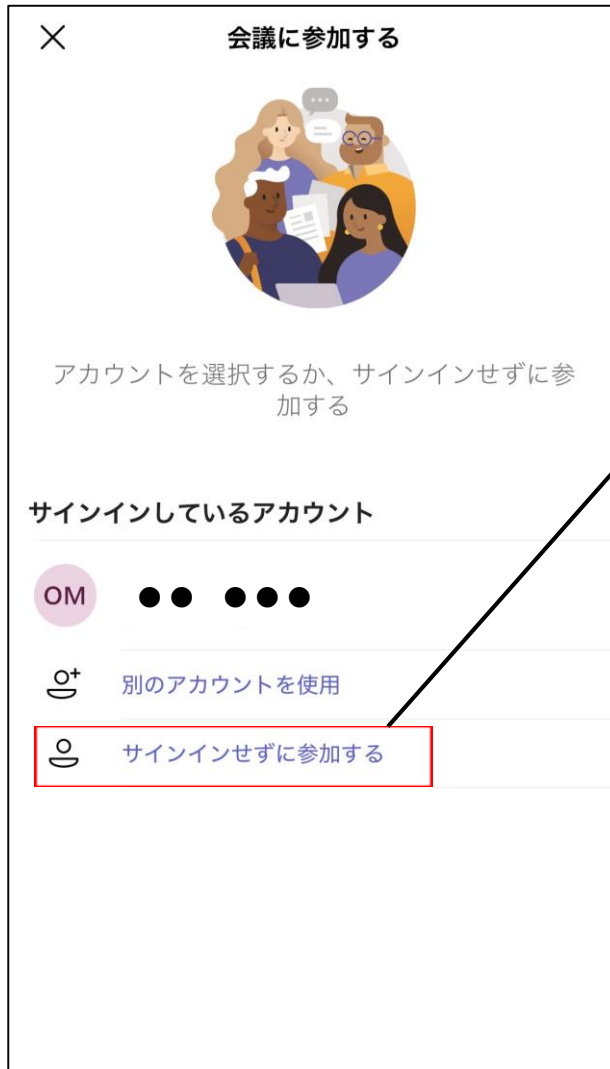 会議に参加する
アカウントを選択するか、サインインせずに参
加する
サインインしているアカウント
OM ●● ●●●
別のアカウントを使用
サインインせずに参加する